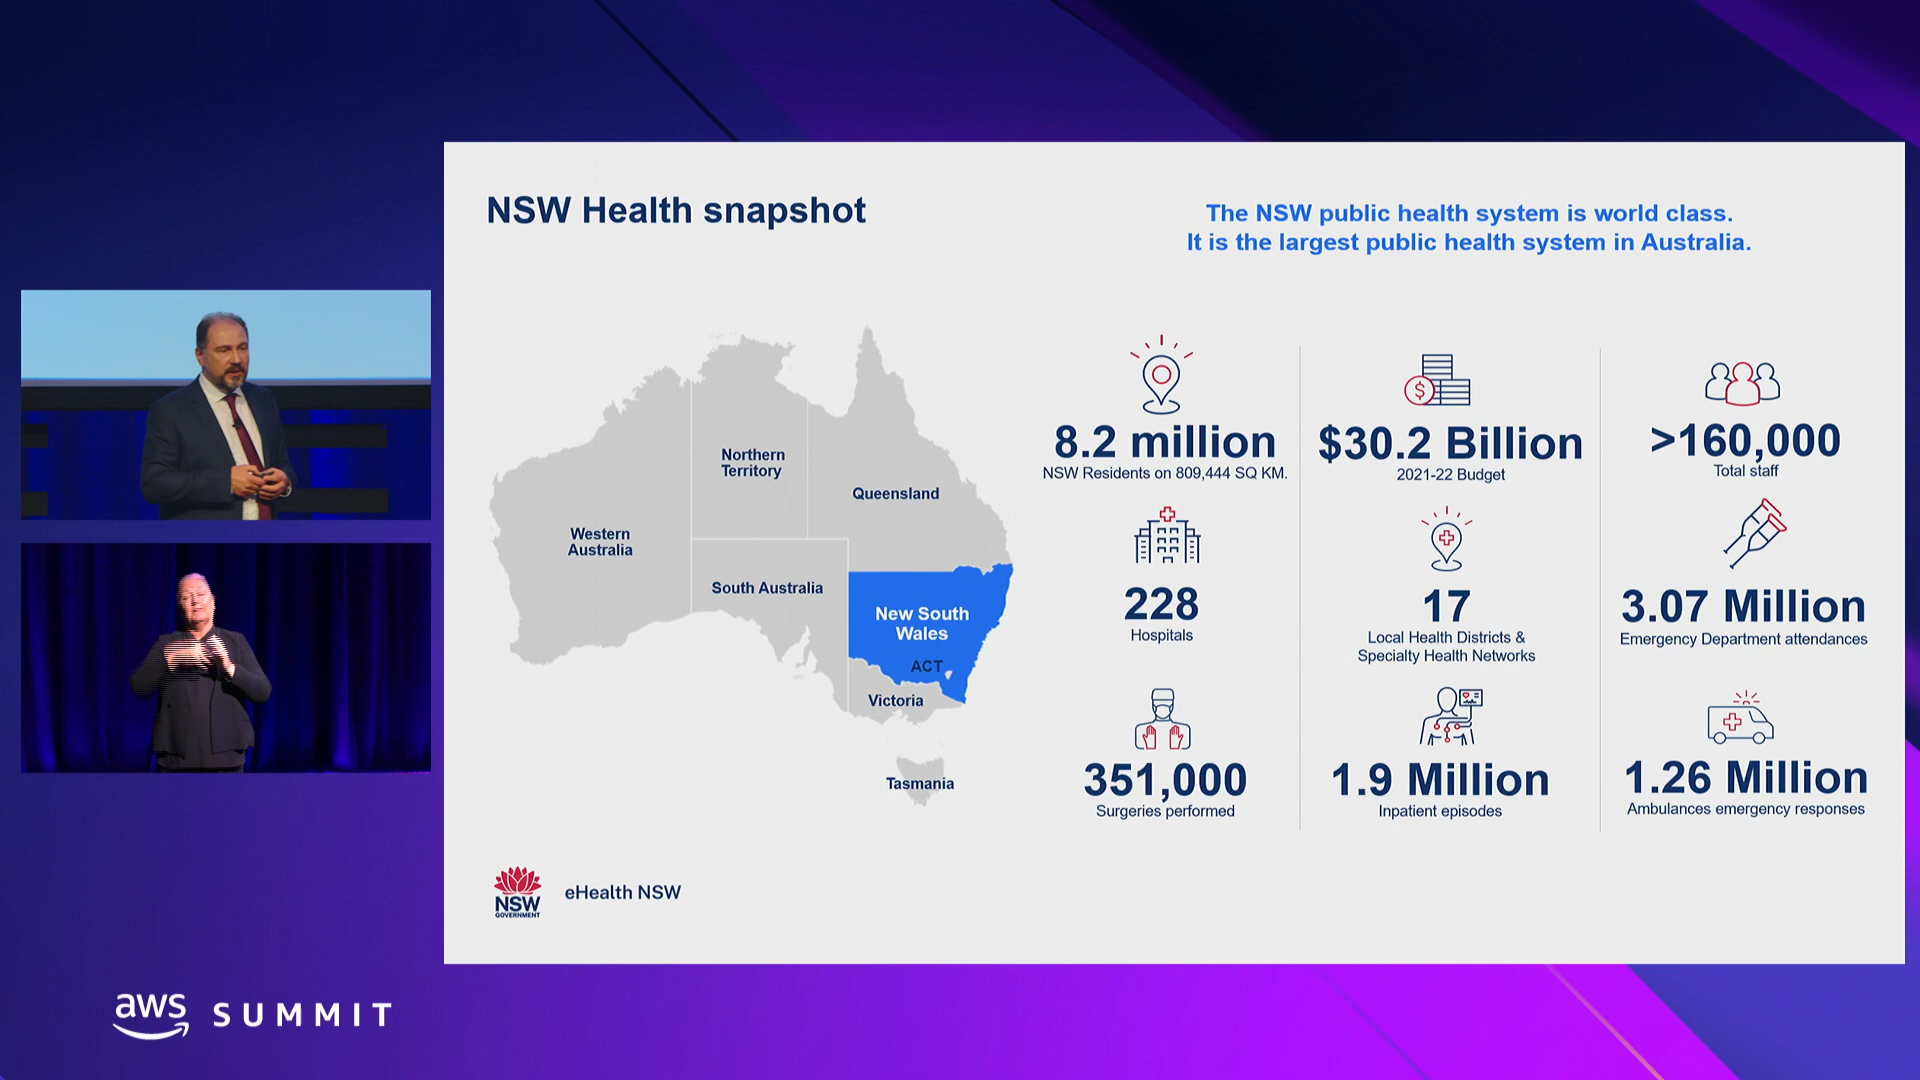 NSW Health snapshot
The NSW public health system is world class.
It is the largest public health system in Australia.
Northern
Territory
Queensland
Western
Australia
South Australia
New South
Wales
ACT
Victoria
Tasmania
8.2 million
NSW Residents on 809,444 SQ KM.
$30.2 Billion
2021-22 Budget
>160,000
Total staff
228
Hospitals
17
Local Health Districts &
Specialty Health Networks
3.07 Million
Emergency Department attendances
351,000
Surgeries performed
1.9 Million
Inpatient episodes
1.26 Million
Ambulances emergency responses
NSW
GOVERNMENT
eHealth NSW
aws SUMMIT